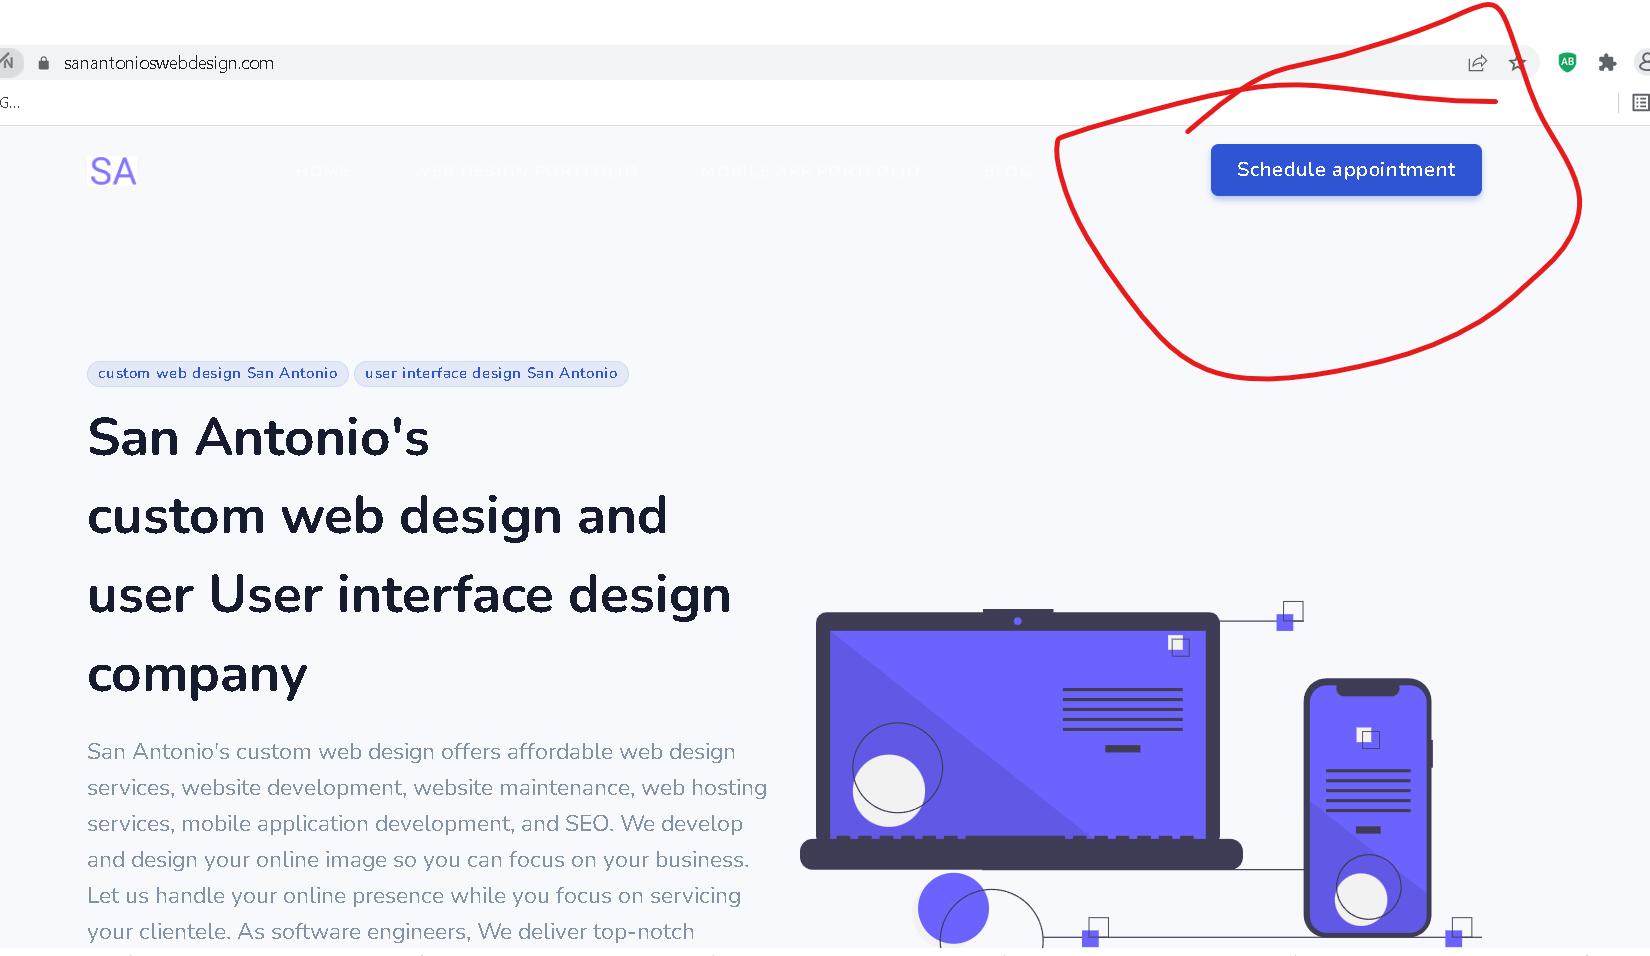 sanantonioswebdesign.com
G...
AB
SA
HOME WEB DESIGN PORTFOLIO MOBILE APP PORTFOLIO BLOG
Schedule appointment
custom web design San Antonio user interface design San Antonio
San Antonio's
custom web design and
user User interface design
company
San Antonio's custom web design offers affordable web design
services, website development, website maintenance, web hosting
services, mobile application development, and SEO. We develop
and design your online image so you can focus on your business.
Let us handle your online presence while you focus on servicing
your clientele. As software engineers, We deliver top-notch